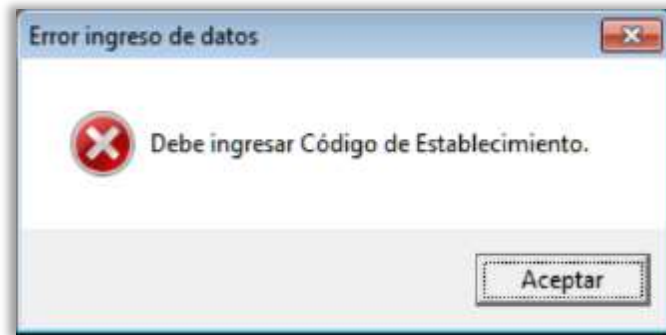 Error ingreso de datos
Debe ingresar Código de Establecimiento.
Aceptar